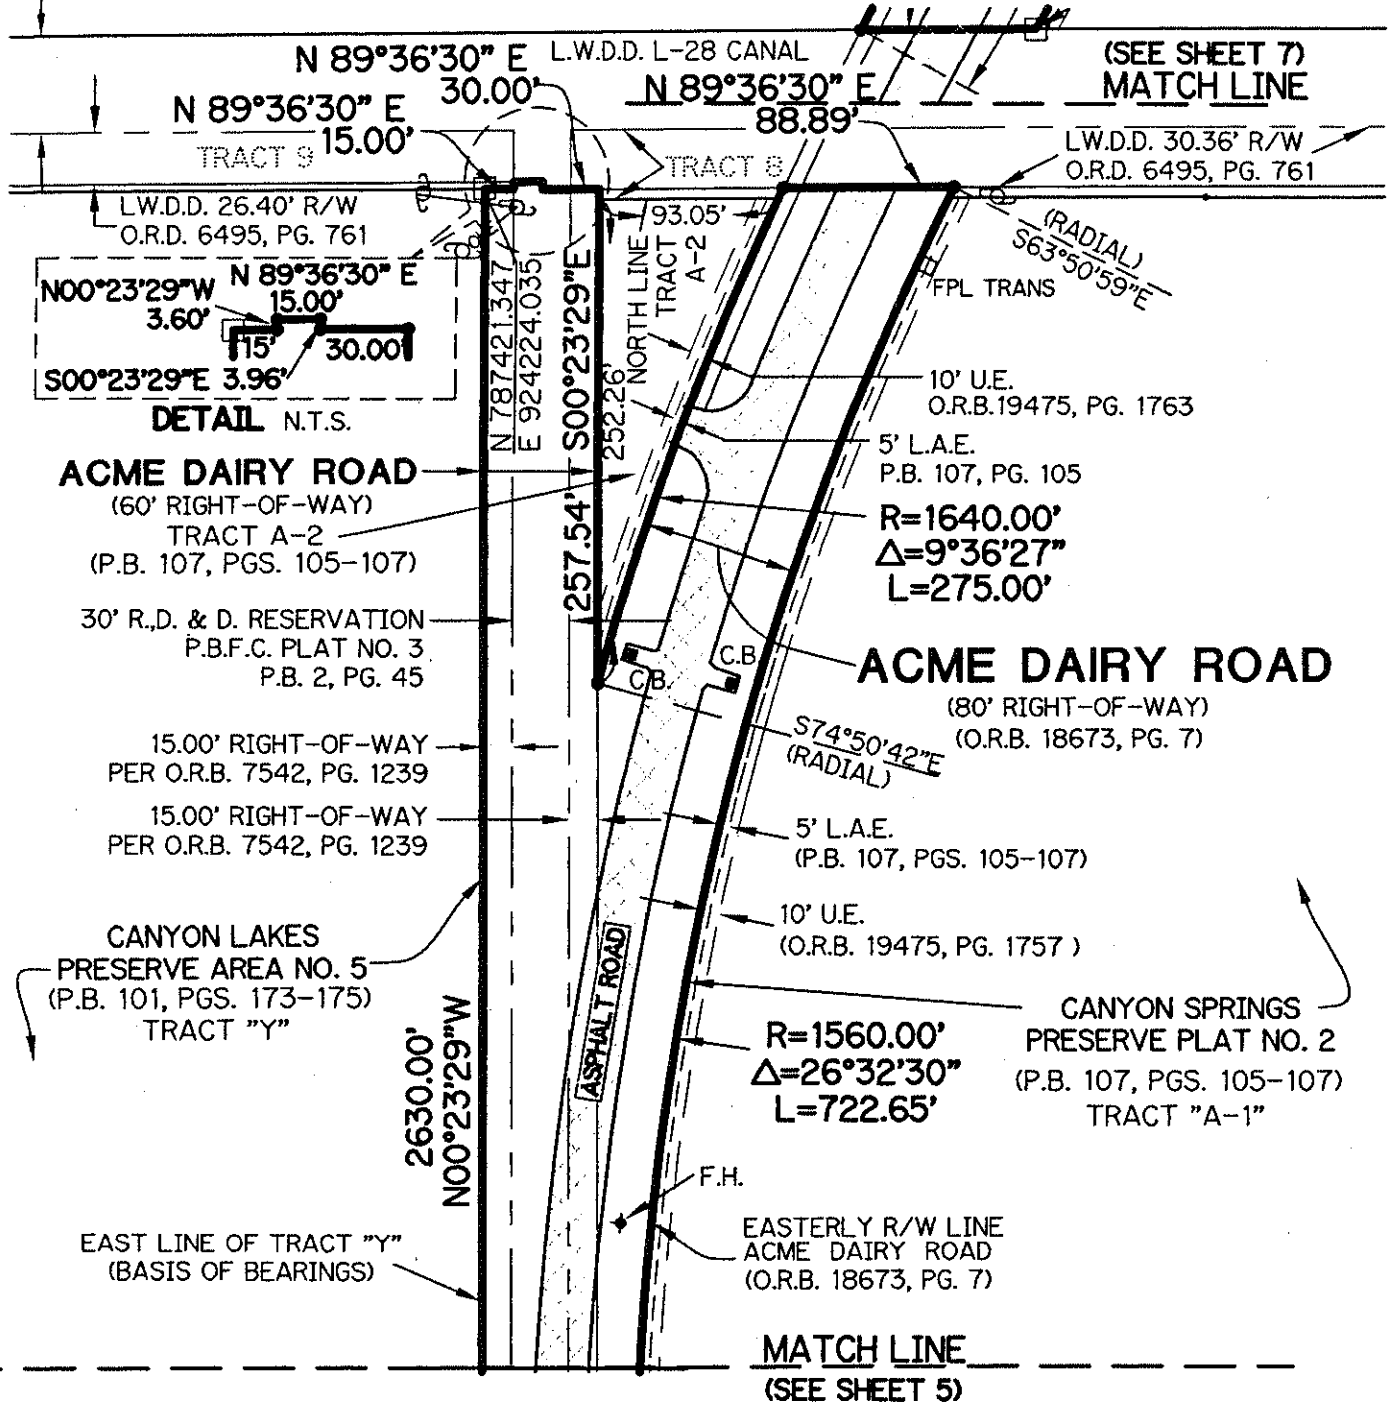 N 89°36'30" E
L.W.D.D. L-28 CANAL
(SEE SHEET 7)
MATCH LINE
30.00'
N 89°36'30" E
88.89'
N 89°36'30" E
15.00'
TRACT 9
TRACT 8
LWDD. 30.36' R/W
O.R.D. 6495, PG. 761
L.W.D.D. 26.40' R/W
O.R.D. 6495, PG. 761
93.05'
(RADIAL)
S63°50'59"E
FPL TRANS
NORTH LINE
TRACT
A-2
N 89°36'30" E
15.00'
N00°23'29"W
3.60'
15'
30.00'
S00°23'29"E 3.96'
DETAIL N.T.S.
N 787421.347
E 924224.035
S00°23'29"E
257.54'
252.26'
10' U.E.
O.R.B.19475, PG. 1763
5' L.A.E.
P.B. 107, PG. 105
ACME DAIRY ROAD
(60' RIGHT-OF-WAY)
TRACT A-2
(P.B. 107, PGS. 105-107)
R=1640.00'
Δ=9°36'27"
L=275.00'
30' R.,D. & D. RESERVATION
P.B.F.C. PLAT NO. 3
P.B. 2, PG. 45
C.B.
C.B.
ACME DAIRY ROAD
(80' RIGHT-OF-WAY)
(O.R.B. 18673, PG. 7)
S74°50'42"E
(RADIAL)
15.00' RIGHT-OF-WAY
PER O.R.B. 7542, PG. 1239
15.00' RIGHT-OF-WAY
PER O.R.B. 7542, PG. 1239
5' L.A.E.
(P.B. 107, PGS. 105-107)
10' U.E.
(O.R.B. 19475, PG. 1757 )
CANYON LAKES
PRESERVE AREA NO. 5
(P.B. 101, PGS. 173-175)
TRACT "Y"
ASPHALT ROAD
CANYON SPRINGS
PRESERVE PLAT NO. 2
(P.B. 107, PGS. 105-107)
TRACT "A-1"
R=1560.00'
Δ=26°32'30"
L=722.65'
2630.00'
N00°23'29"W
F.H.
EASTERLY R/W LINE
ACME DAIRY ROAD
(O.R.B. 18673, PG. 7)
EAST LINE OF TRACT "Y"
(BASIS OF BEARINGS)
MATCH LINE
(SEE SHEET 5)